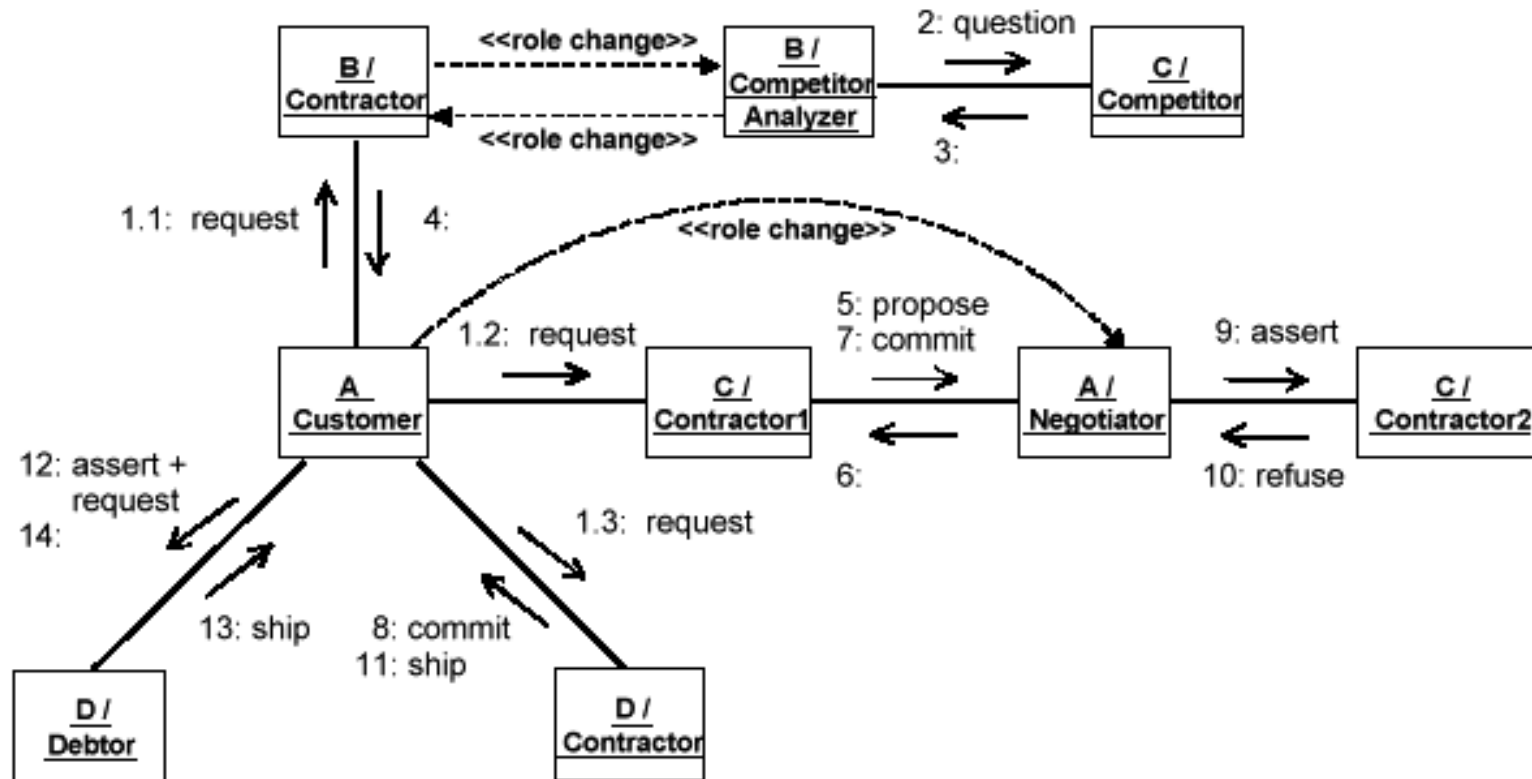 <<role change>>
2: question
B /
Contractor
B /
Competitor
Analyzer
C /
Competitor
<<role change>>
3:
1.1: request
4:
<<role change>>
1.2: request
5: propose
7: commit
9: assert
A
Customer
C /
Contractor1
A /
Negotiator
C /
Contractor2
12: assert +
request
14:
6:
10: refuse
1.3: request
13: ship
8: commit
11: ship
D /
Debtor
D /
Contractor